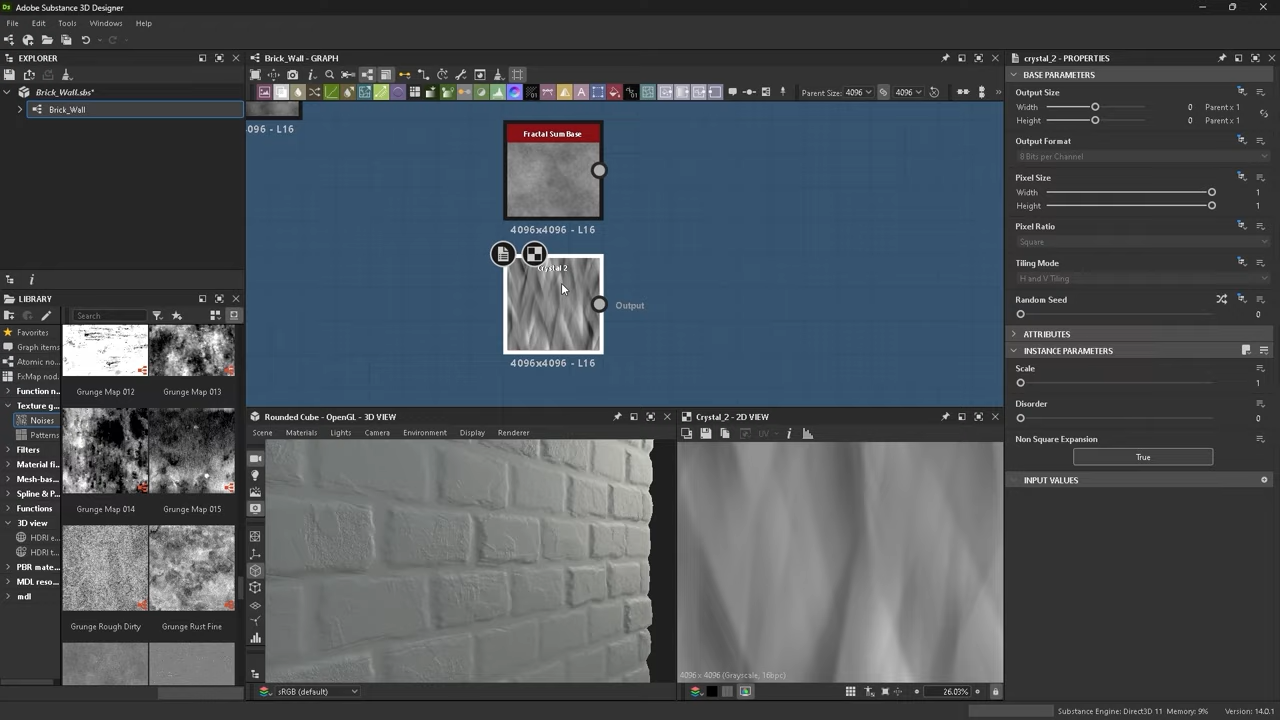 Adobe Substance 3D Designer
File Edit Tools Windows Help
EXPLORER
Brick_Wall.sbs*
Brick_Wall
Brick_Wall - GRAPH
Parent Size: 4096 4096
096 - L16
Fractal Sum Base
4096x4096 - L16
Crystal 2
Output
4096x4096 - L16
LIBRARY
Search
Favorites
Graph items
Atomic no...
FxMap nod...
Function n...
Texture g...
Noises
Patterns
Filters
Material fi...
Mesh-bas...
Spline & P...
Functions
3D view
HDRI e...
HDRI t...
PBR mate...
MDL reso...
mdl
Grunge Map 012
Grunge Map 013
Grunge Map 014
Grunge Map 015
Grunge Rough Dirty
Grunge Rust Fine
Rounded Cube - OpenGL - 3D VIEW
Scene Materials Lights Camera Environment Display Renderer
sRGB (default)
Crystal_2 - 2D VIEW
UV
4096 x 4096 (Grayscale, 16bpc)
26.03%
crystal_2 - PROPERTIES
BASE PARAMETERS
Output Size
Width 0 Parent x 1
Height 0 Parent x 1
Output Format
8 Bits per Channel
Pixel Size
Width 1
Height 1
Pixel Ratio
Square
Tiling Mode
H and V Tiling
Random Seed
0
ATTRIBUTES
INSTANCE PARAMETERS
Scale
1
Disorder
0
Non Square Expansion
True
INPUT VALUES
Substance Engine: Direct3D 11 Memory: 9% Version: 14.0.1